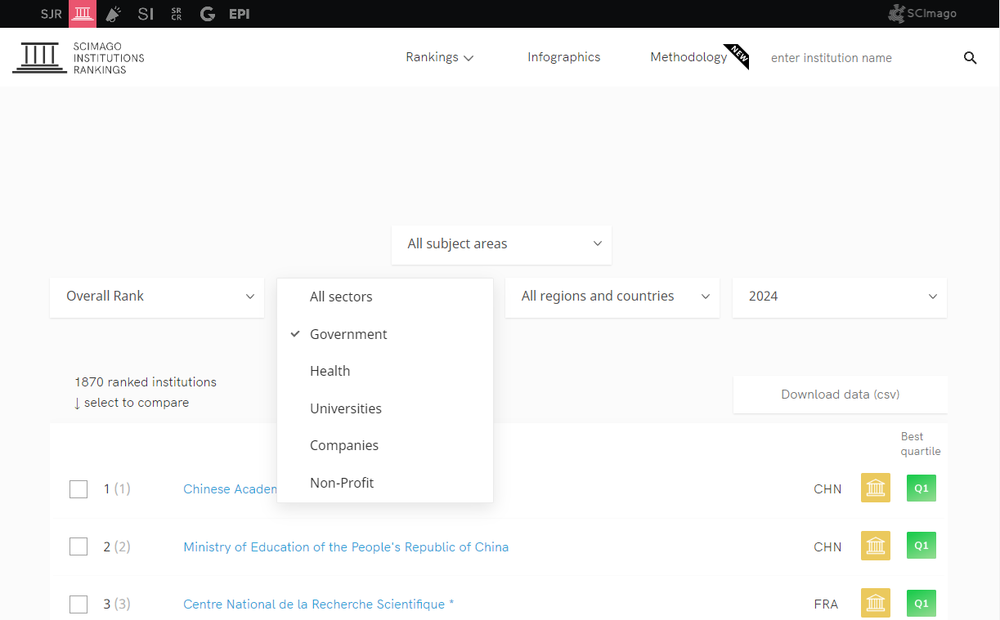 SJR
SI
SR
CR
G
EPI
SCImago
SCIMAGO
INSTITUTIONS
RANKINGS
Rankings
Infographics
Methodology
NEW
enter institution name
All subject areas
Overall Rank
All sectors
Government
Health
Universities
Companies
Non-Profit
All regions and countries
2024
1870 ranked institutions
↓ select to compare
Download data (csv)
Best
quartile
1 (1) Chinese Academ CHN Q1
2 (2) Ministry of Education of the People's Republic of China CHN Q1
3 (3) Centre National de la Recherche Scientifique * FRA Q1